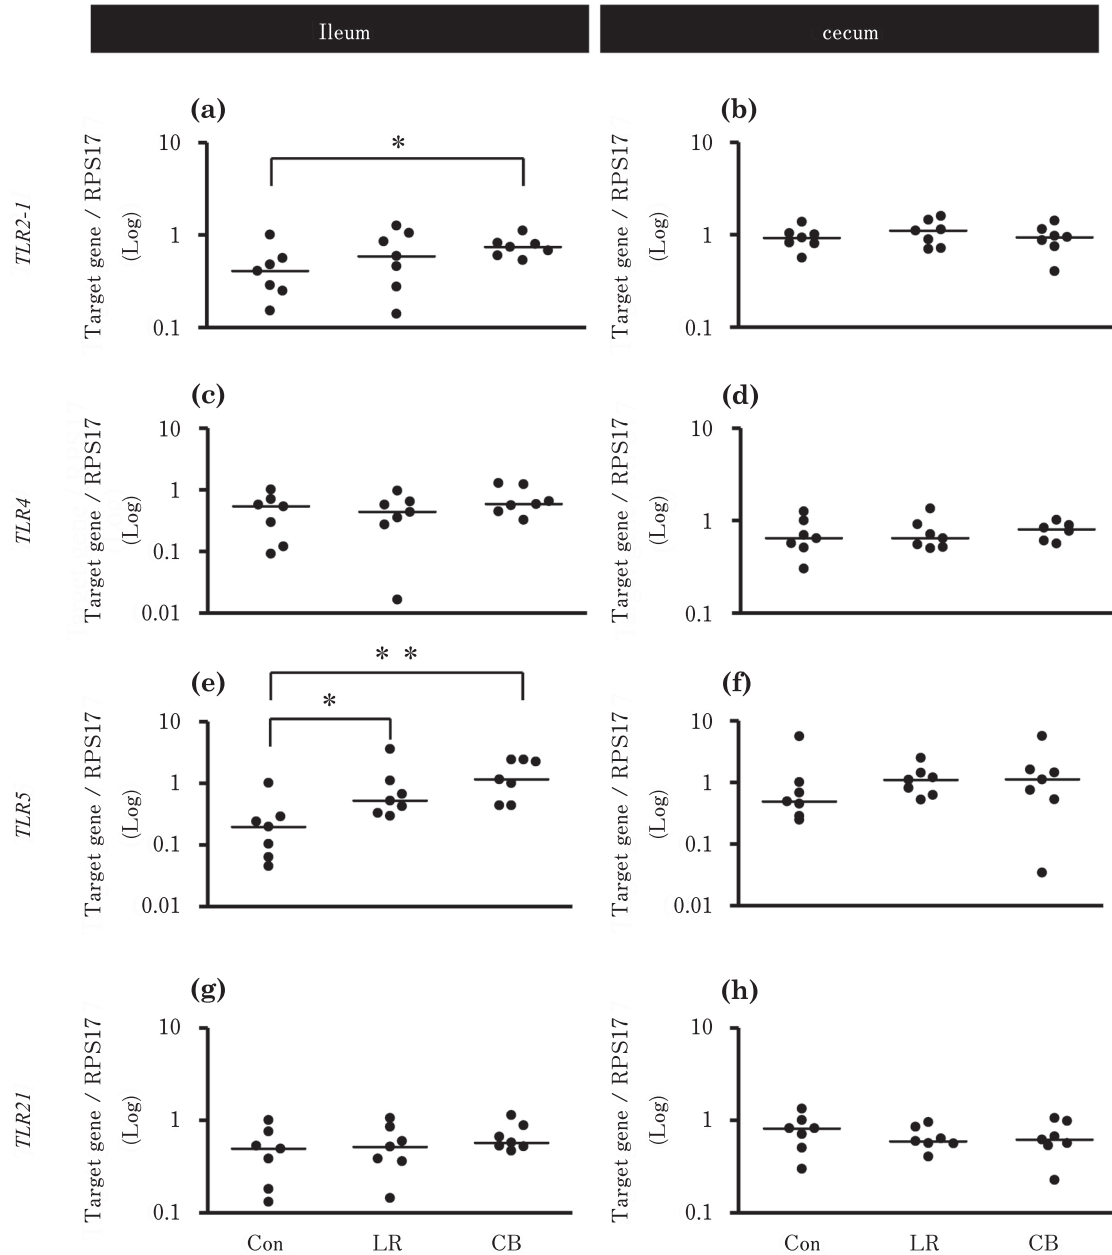 Ileum
cecum
(a)
(b)
TLR2-1
Target gene / RPS17
(Log)
10
1
0.1
*
Target gene / RPS17
(Log)
10
1
0.1
(c)
(d)
TLR4
Target gene / RPS17
(Log)
10
1
0.1
0.01
Target gene / RPS17
(Log)
10
1
0.1
(e)
(f)
TLR5
Target gene / RPS17
(Log)
10
1
0.1
0.01
* *
*
Target gene / RPS17
(Log)
10
1
0.1
0.01
(g)
(h)
TLR21
Target gene / RPS17
(Log)
10
1
0.1
Target gene / RPS17
(Log)
10
1
0.1
Con LR CB
Con LR CB